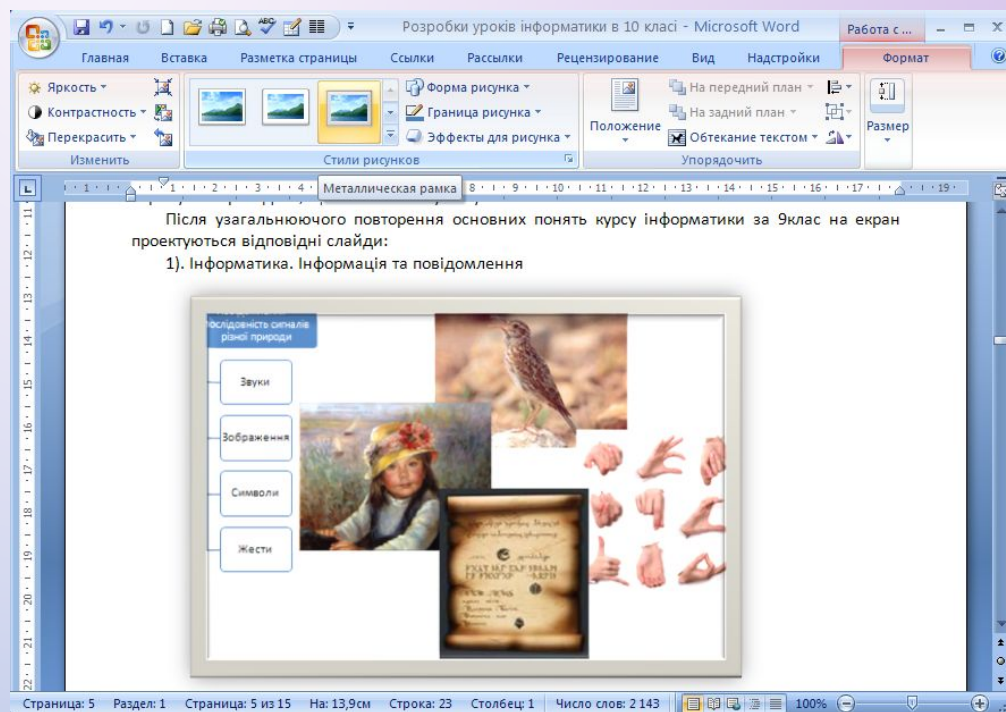 Розробки уроків інформатики в 10 класі - Microsoft Word
Работа с ...
Главная Вставка Разметка страницы Ссылки Рассылки Рецензирование Вид Надстройки Формат
Яркость
Контрастность
Перекрасить
Изменить
Форма рисунка
Граница рисунка
Эффекты для рисунка
Стили рисунков
Положение
На передний план
На задний план
Обтекание текстом
Упорядочить
Размер
Металлическая рамка
Після узагальнюючого повторення основних понять курсу інформатики за 9клас на екран
проектуються відповідні слайди:
1). Інформатика. Інформація та повідомлення
послідовність сигналів
різної природи
Звуки
Зображення
Символи
Жести
Страница: 5 Раздел: 1 Страница: 5 из 15 На: 13,9см Строка: 23 Столбец: 1 Число слов: 2 143 100%